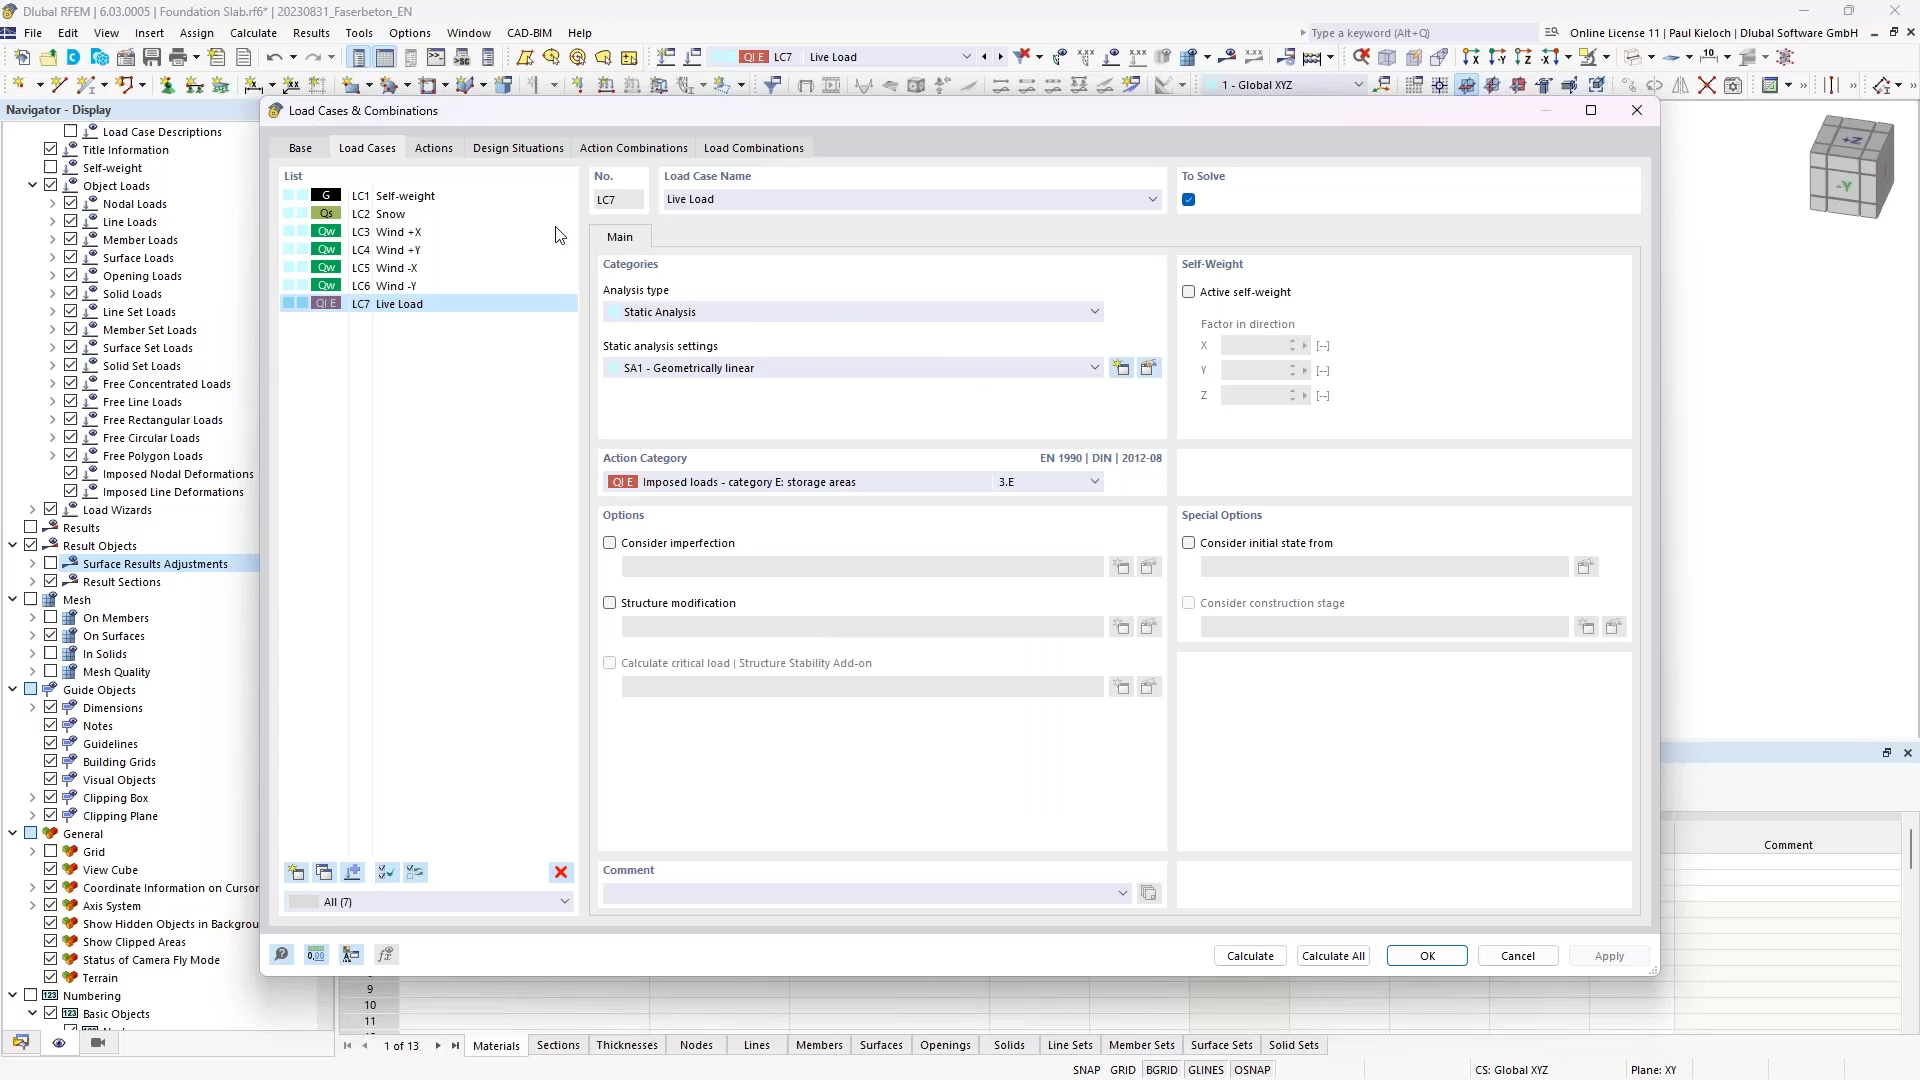 Dlubal RFEM | 6.03.0005 | Foundation Slab.rf6* | 20230831_Faserbeton_EN
File Edit View Insert Assign Calculate Results Tools Options Window CAD-BIM Help
Type a keyword (Alt+Q)
Online License 11 | Paul Kieloch | Dlubal Software GmbH
QI E LC7 Live Load
1 - Global XYZ
Navigator - Display
Load Case Descriptions
Title Information
Self-weight
Object Loads
Nodal Loads
Line Loads
Member Loads
Surface Loads
Opening Loads
Solid Loads
Line Set Loads
Member Set Loads
Surface Set Loads
Solid Set Loads
Free Concentrated Loads
Free Line Loads
Free Rectangular Loads
Free Circular Loads
Free Polygon Loads
Imposed Nodal Deformations
Imposed Line Deformations
Load Wizards
Results
Result Objects
Surface Results Adjustments
Result Sections
Mesh
On Members
On Surfaces
In Solids
Mesh Quality
Guide Objects
Dimensions
Notes
Guidelines
Building Grids
Visual Objects
Clipping Box
Clipping Plane
General
Grid
View Cube
Coordinate Information on Cursor
Axis System
Show Hidden Objects in Backgrou
Show Clipped Areas
Status of Camera Fly Mode
Terrain
Numbering
Basic Objects
Load Cases & Combinations
Base Load Cases Actions Design Situations Action Combinations Load Combinations
List
G LC1 Self-weight
Qs LC2 Snow
Qw LC3 Wind +X
Qw LC4 Wind +Y
Qw LC5 Wind -X
Qw LC6 Wind -Y
QI E LC7 Live Load
All (7)
No.
LC7
Load Case Name
Live Load
To Solve
Main
Categories
Analysis type
Static Analysis
Static analysis settings
SA1 - Geometrically linear
Self-Weight
Active self-weight
Factor in direction
X [--]
Y [--]
Z [--]
Action Category EN 1990 | DIN | 2012-08
QI E Imposed loads - category E: storage areas 3.E
Options
Consider imperfection
Structure modification
Calculate critical load | Structure Stability Add-on
Special Options
Consider initial state from
Consider construction stage
Comment
Calculate Calculate All OK Cancel Apply
+Z
-Y
Comment
9
10
11
1 of 13 Materials Sections Thicknesses Nodes Lines Members Surfaces Openings Solids Line Sets Member Sets Surface Sets Solid Sets
SNAP GRID BGRID GLINES OSNAP CS: Global XYZ Plane: XY